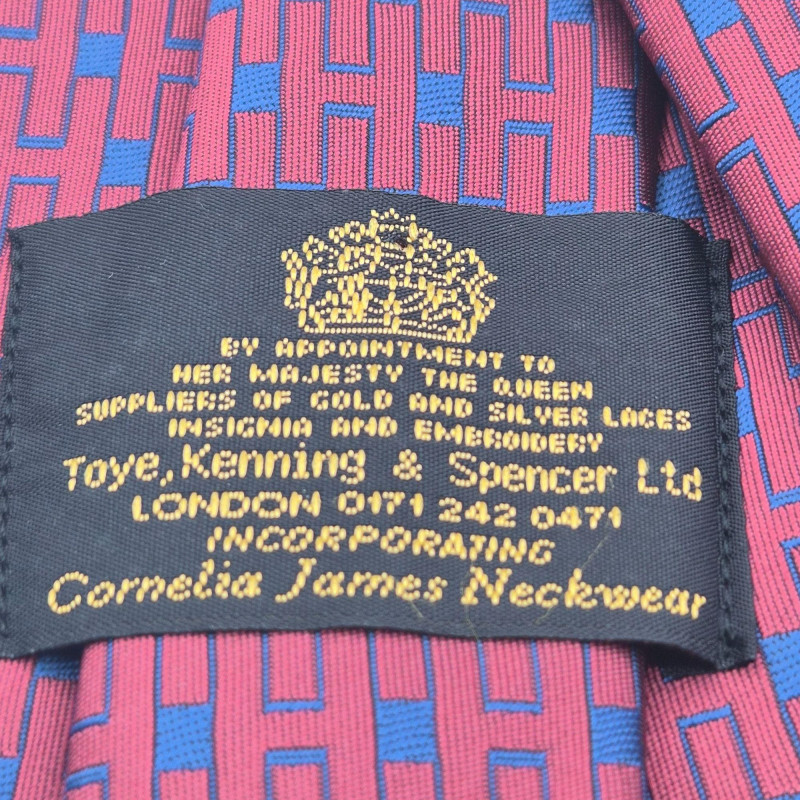 BY APPOINTMENT TO
HER MAJESTY THE QUEEN
SUPPLIERS OF GOLD AND SILVER LACES
INSIGNIA AND EMBROIDERY
Toye, Kenning & Spencer Ltd
LONDON 0171 242 0471
INCORPORATING
Cornelia James Neckwear